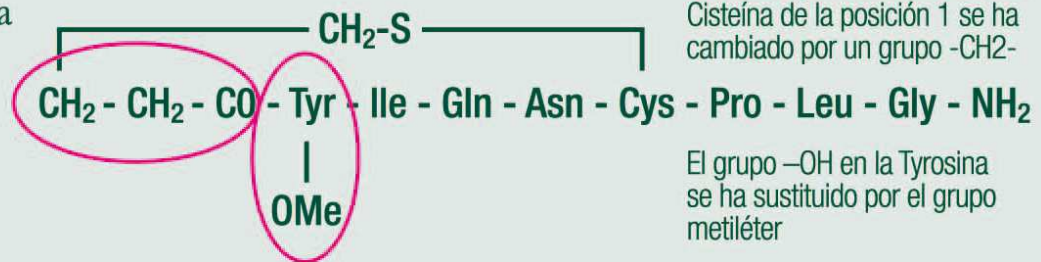 a
CH₂-S
Cisteína de la posición 1 se ha
cambiado por un grupo -CH2-
CH₂ - CH₂ - CO - Tyr - Ile - Gln - Asn - Cys - Pro - Leu - Gly - NH₂
|
OMe
El grupo –OH en la Tyrosina
se ha sustituido por el grupo
metiléter